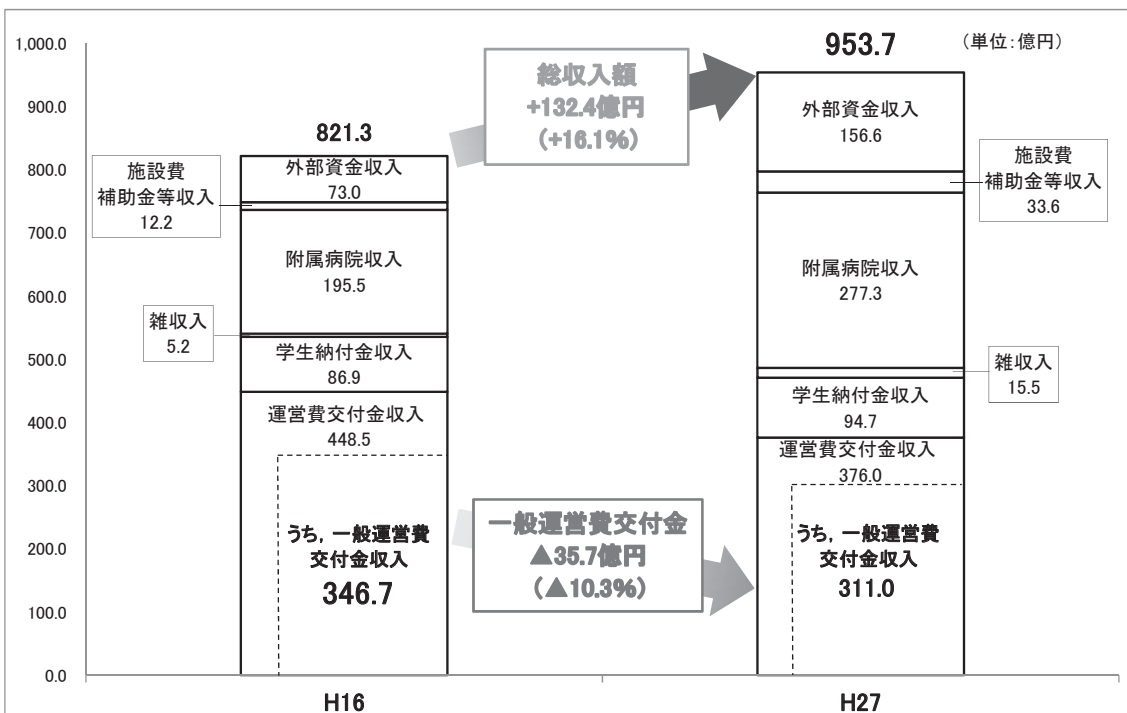 (単位:億円)
1,000.0
900.0
800.0
700.0
600.0
500.0
400.0
300.0
200.0
100.0
0.0
821.3
外部資金収入
73.0
施設費
補助金等収入
12.2
附属病院収入
195.5
雑収入
5.2
学生納付金収入
86.9
運営費交付金収入
448.5
うち,一般運営費
交付金収入
346.7
H16
総収入額
+132.4億円
(+16.1%)
一般運営費交付金
▲35.7億円
(▲10.3%)
953.7
外部資金収入
156.6
施設費
補助金等収入
33.6
附属病院収入
277.3
雑収入
15.5
学生納付金収入
94.7
運営費交付金収入
376.0
うち,一般運営費
交付金収入
311.0
H27